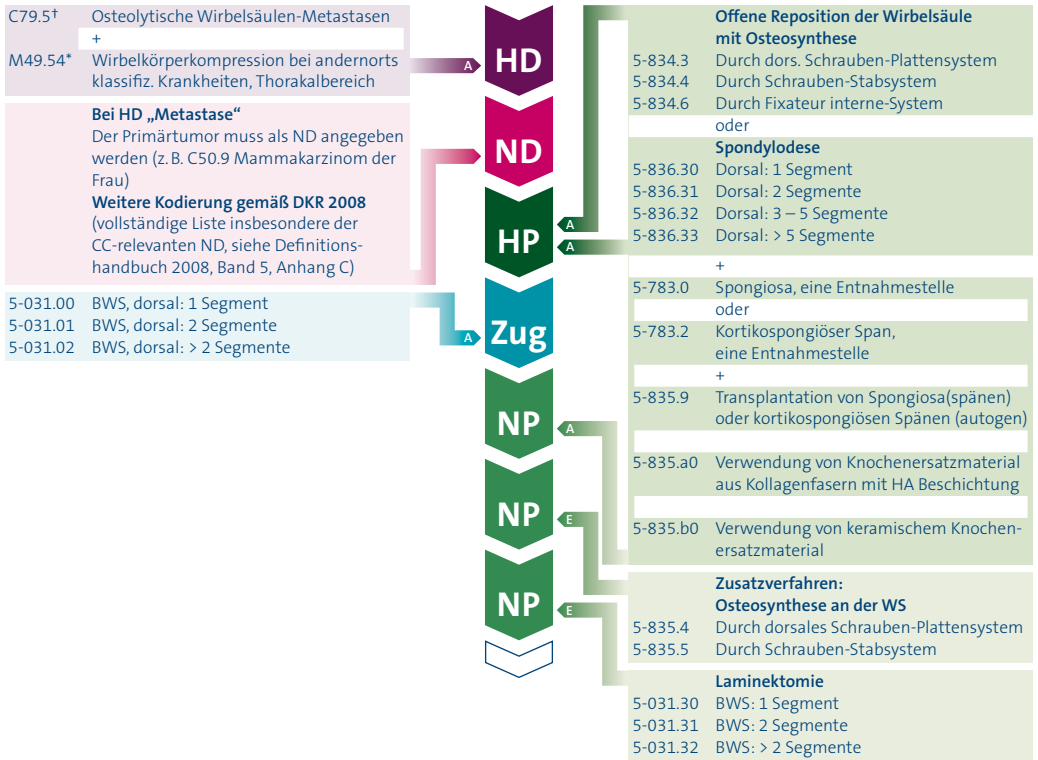 C79.5† Osteolytische Wirbelsäulen-Metastasen
+
M49.54* Wirbelkörperkompression bei andernorts
klassifiz. Krankheiten, Thorakalbereich
A
HD
Bei HD „Metastase“
Der Primärtumor muss als ND angegeben
werden (z. B. C50.9 Mammakarzinom der
Frau)
Weitere Kodierung gemäß DKR 2008
(vollständige Liste insbesondere der
CC-relevanten ND, siehe Definitions-
handbuch 2008, Band 5, Anhang C)
ND
5-031.00 BWS, dorsal: 1 Segment
5-031.01 BWS, dorsal: 2 Segmente
5-031.02 BWS, dorsal: > 2 Segmente
A
Zug
HP
A
A
NP
A
NP
E
NP
E
Offene Reposition der Wirbelsäule
mit Osteosynthese
5-834.3 Durch dors. Schrauben-Plattensystem
5-834.4 Durch Schrauben-Stabsystem
5-834.6 Durch Fixateur interne-System
oder
Spondylodese
5-836.30 Dorsal: 1 Segment
5-836.31 Dorsal: 2 Segmente
5-836.32 Dorsal: 3 – 5 Segmente
5-836.33 Dorsal: > 5 Segmente
+
5-783.0 Spongiosa, eine Entnahmestelle
oder
5-783.2 Kortikospongiöser Span,
eine Entnahmestelle
+
5-835.9 Transplantation von Spongiosa(spänen)
oder kortikospongiösen Spänen (autogen)
5-835.a0 Verwendung von Knochenersatzmaterial
aus Kollagenfasern mit HA Beschichtung
5-835.b0 Verwendung von keramischem Knochen-
ersatzmaterial
Zusatzverfahren:
Osteosynthese an der WS
5-835.4 Durch dorsales Schrauben-Plattensystem
5-835.5 Durch Schrauben-Stabsystem
Laminektomie
5-031.30 BWS: 1 Segment
5-031.31 BWS: 2 Segmente
5-031.32 BWS: > 2 Segmente